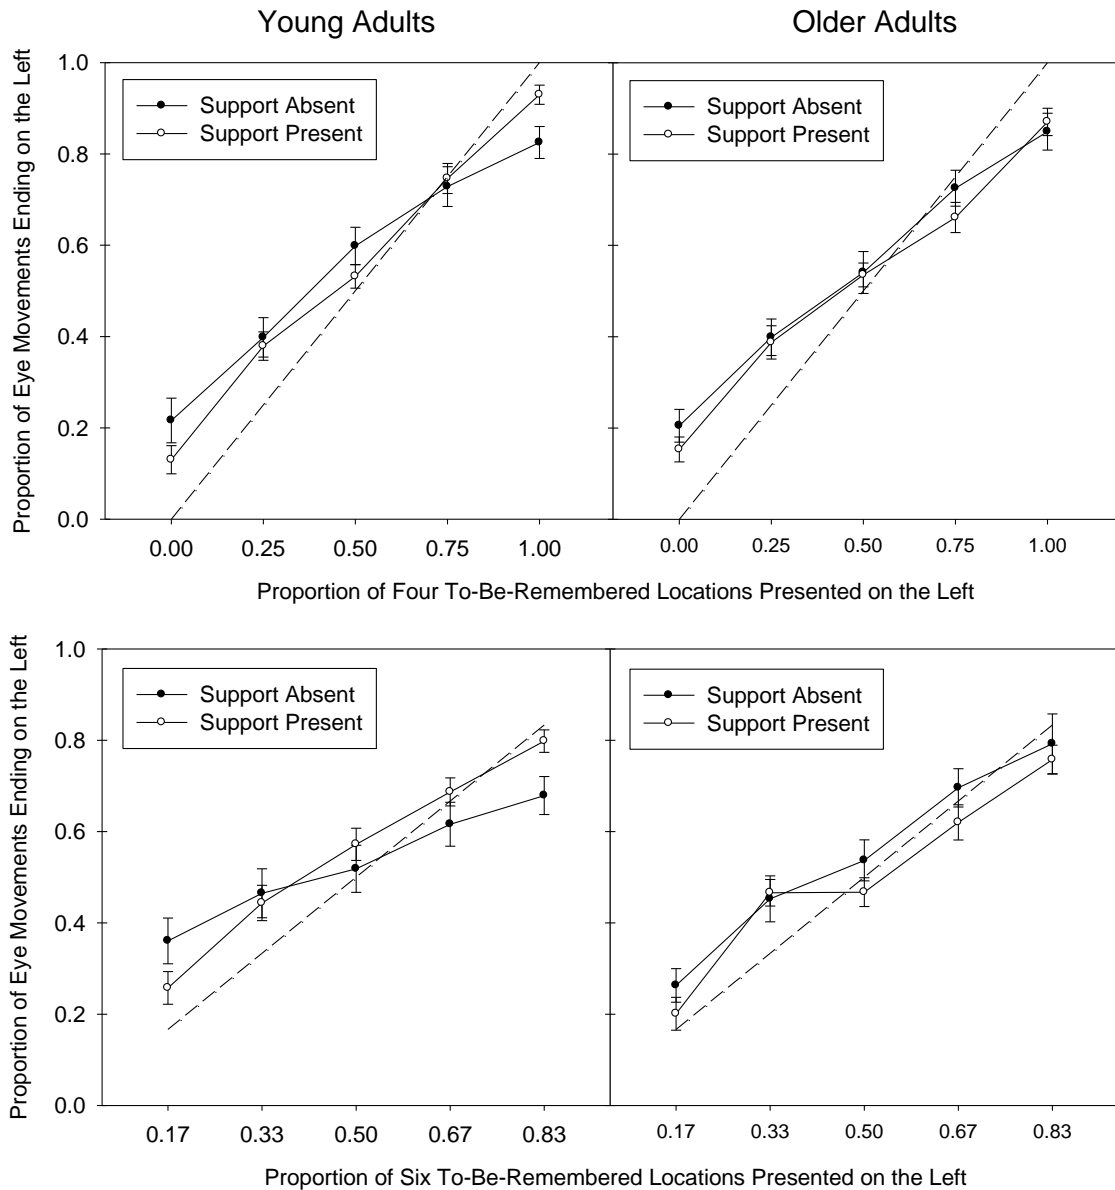 Young Adults
Older Adults
Proportion of Eye Movements Ending on the Left
1.0
0.8
0.6
0.4
0.2
0.0
Support Absent
Support Present
Support Absent
Support Present
0.00 0.25 0.50 0.75 1.00
0.00 0.25 0.50 0.75 1.00
Proportion of Four To-Be-Remembered Locations Presented on the Left
Proportion of Eye Movements Ending on the Left
1.0
0.8
0.6
0.4
0.2
0.0
Support Absent
Support Present
Support Absent
Support Present
0.17 0.33 0.50 0.67 0.83
0.17 0.33 0.50 0.67 0.83
Proportion of Six To-Be-Remembered Locations Presented on the Left